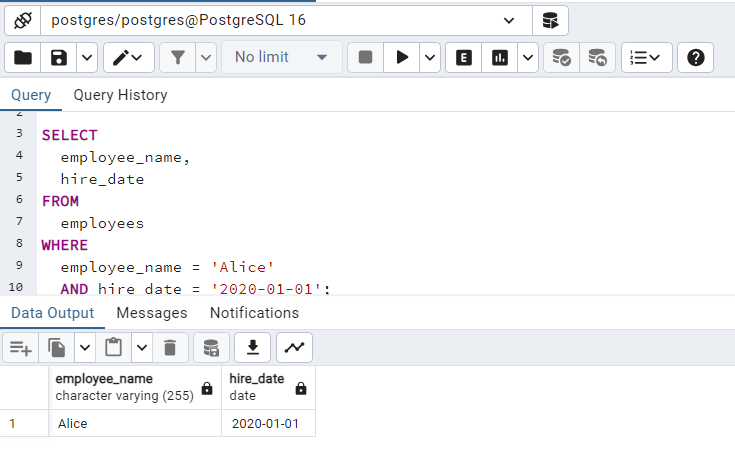 postgres/postgres@PostgreSQL 16
No limit
E
Query Query History
2
3 SELECT
4 employee_name,
5 hire_date
6 FROM
7 employees
8 WHERE
9 employee_name = 'Alice'
10 AND hire_date = '2020-01-01';
Data Output Messages Notifications
employee_name hire_date
character varying (255) date
1 Alice 2020-01-01